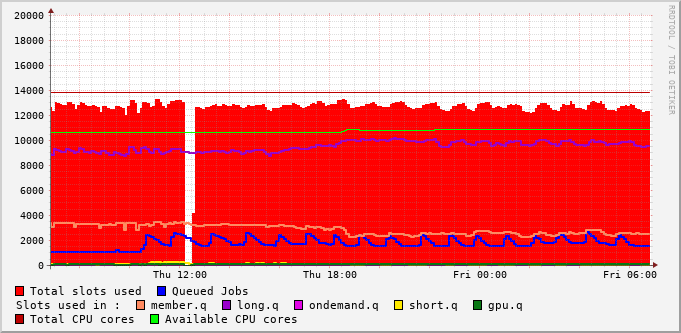 20000
18000
16000
14000
12000
10000
8000
6000
4000
2000
0
Thu 12:00 Thu 18:00 Fri 00:00 Fri 06:00
RRDTOOL / TOBI OETIKER
Total slots used Queued Jobs
Slots used in : member.q long.q ondemand.q short.q gpu.q
Total CPU cores Available CPU cores